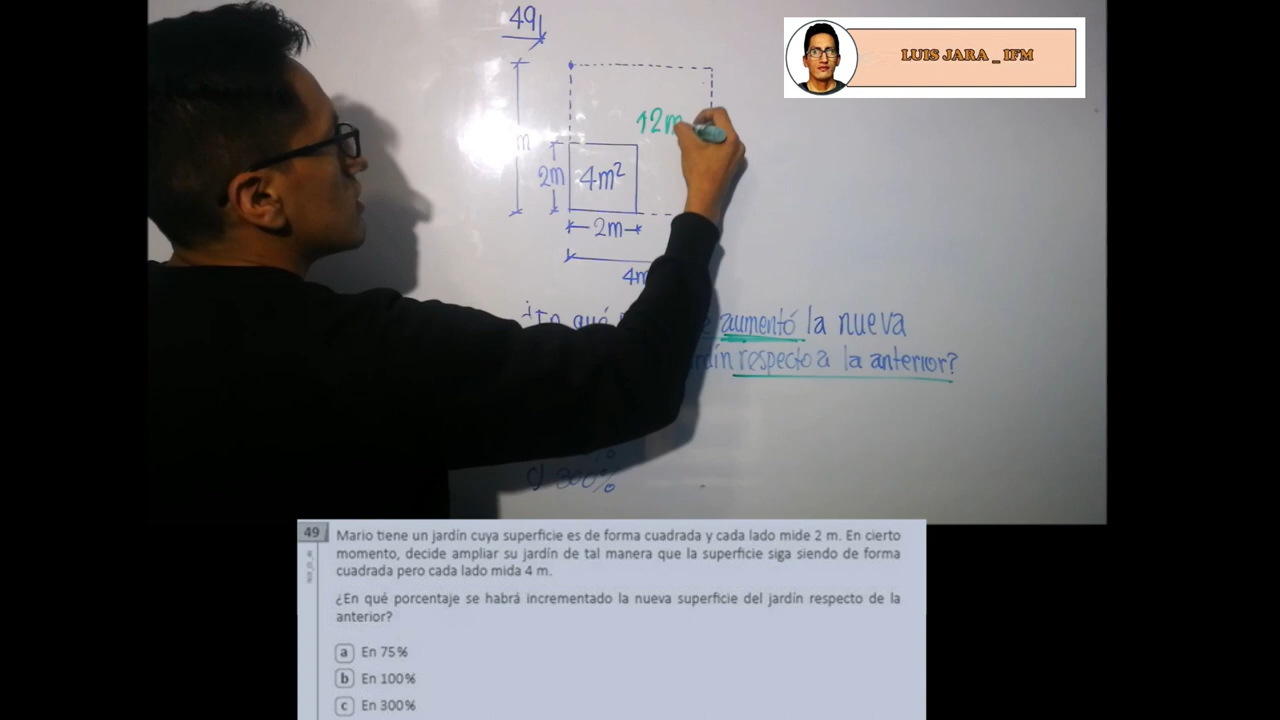 LUIS JARA _ IFM
49
12m
m
2m
4m²
2m
4m
¿En qué aumentó la nueva
respecto a la anterior?
c) 300%
49
Mario tiene un jardín cuya superficie es de forma cuadrada y cada lado mide 2 m. En cierto
momento, decide ampliar su jardín de tal manera que la superficie siga siendo de forma
cuadrada pero cada lado mida 4 m.
¿En qué porcentaje se habrá incrementado la nueva superficie del jardín respecto de la
anterior?
a En 75%
b En 100%
c En 300%